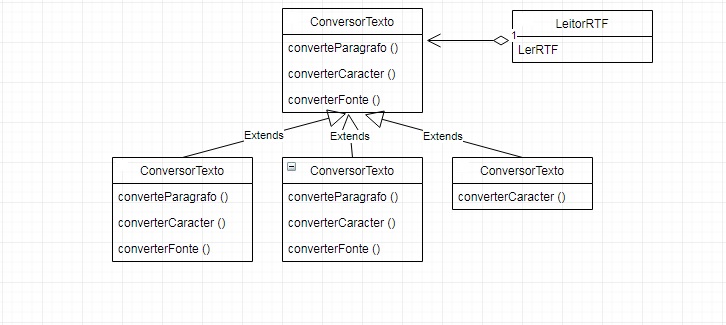 ConversorTexto
converteParagrafo ()
converterCaracter ()
converterFonte ()
LeitorRTF
1
LerRTF
Extends
Extends
Extends
ConversorTexto
converteParagrafo ()
converterCaracter ()
converterFonte ()
ConversorTexto
converteParagrafo ()
converterCaracter ()
converterFonte ()
ConversorTexto
converterCaracter ()